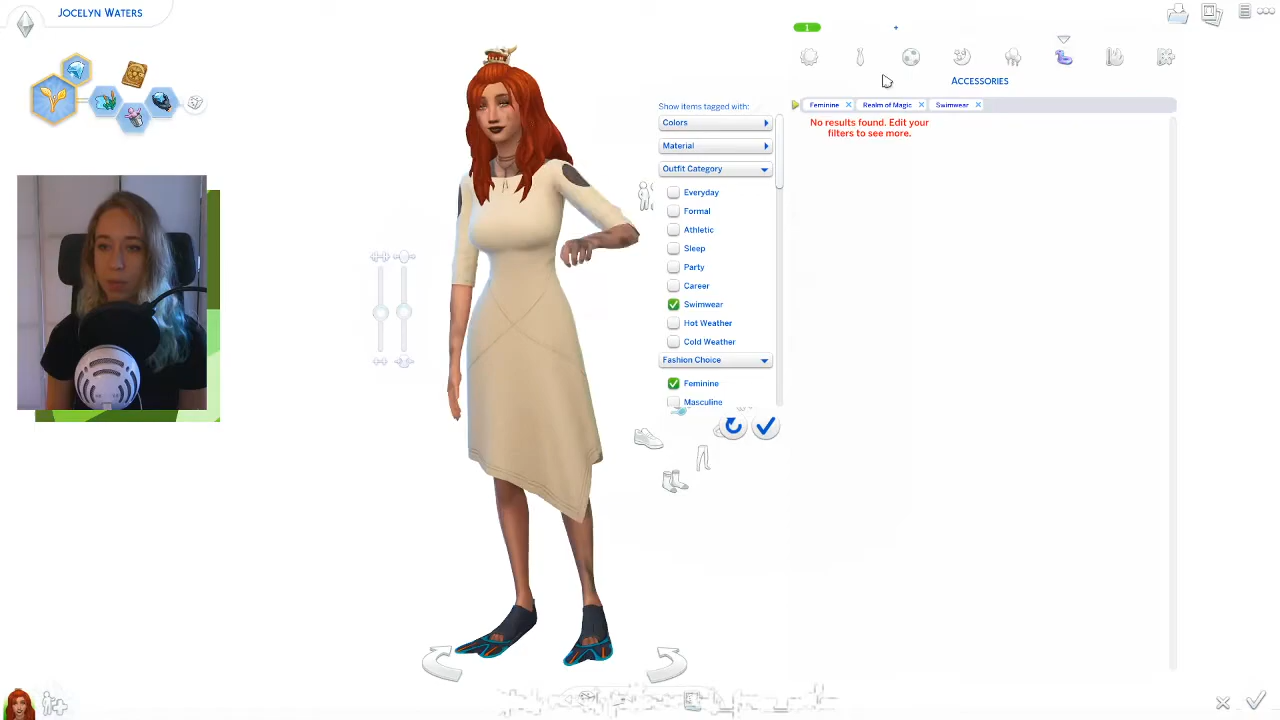 JOCELYN WATERS
1
+
ACCESSORIES
Feminine
Realm of Magic
Swimwear
No results found. Edit your
filters to see more.
Show items tagged with:
Colors
Material
Outfit Category
Everyday
Formal
Athletic
Sleep
Party
Career
Swimwear
Hot Weather
Cold Weather
Fashion Choice
Feminine
Masculine